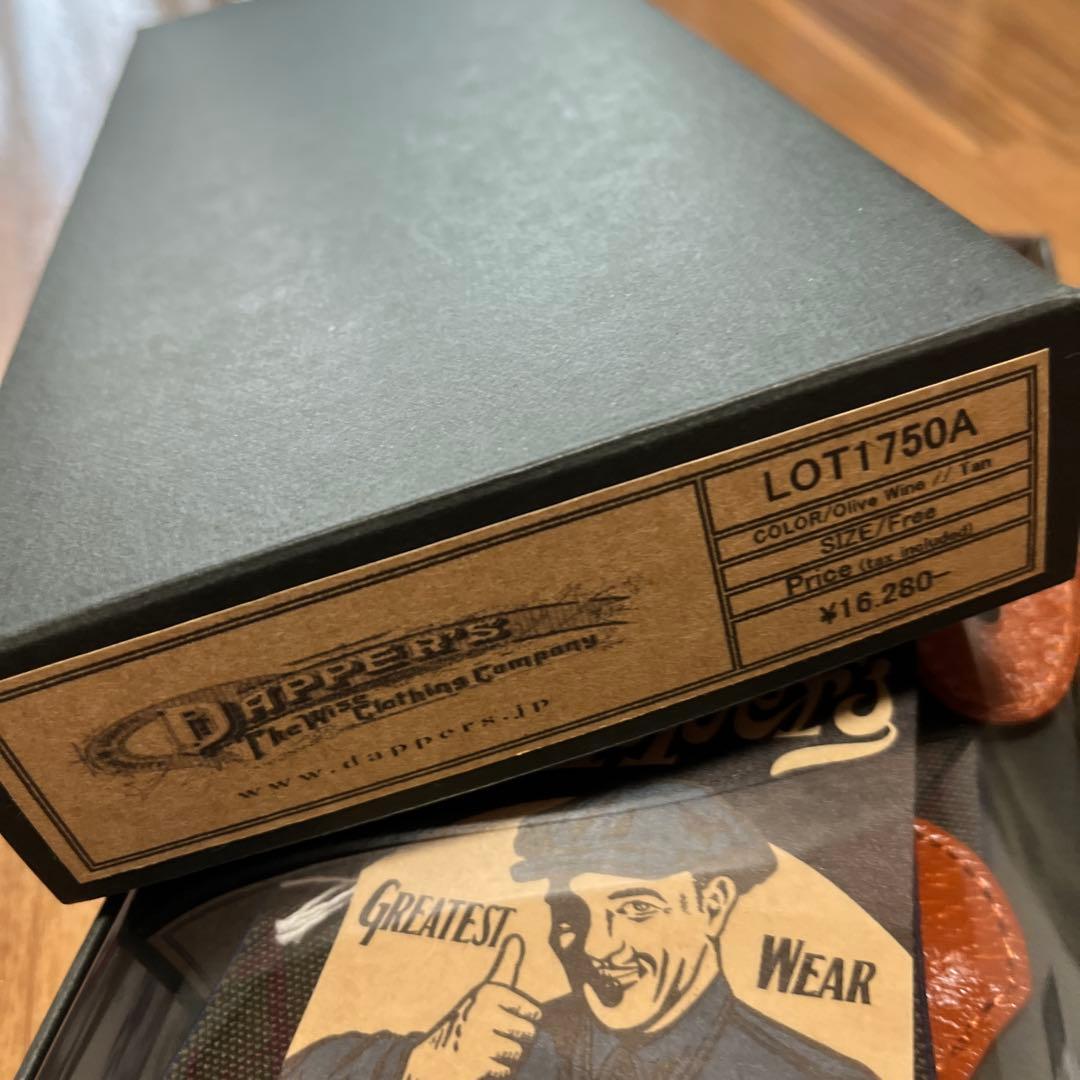 LOT1750A
COLOR/Olive Wine // Tan
SIZE/Free
Price (tax included)
¥16.280-
DAPPER'S
The Wise Clothing Company
www.dappers.jp
GREATEST WEAR